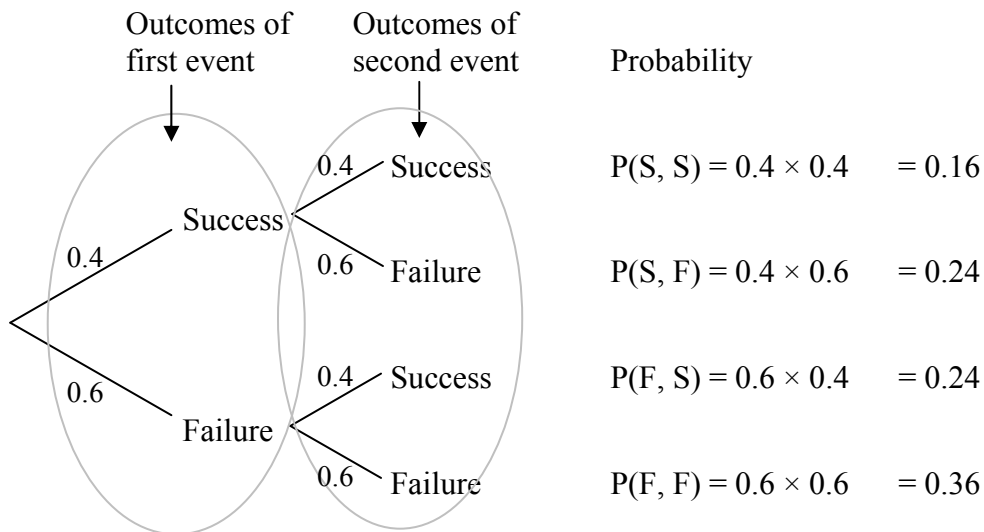 Outcomes of
first event
Outcomes of
second event
Probability
0.4
Success
P(S, S) = 0.4 × 0.4 = 0.16
Success
0.4
0.6
Failure
P(S, F) = 0.4 × 0.6 = 0.24
0.6
Failure
0.4
Success
P(F, S) = 0.6 × 0.4 = 0.24
0.6
Failure
P(F, F) = 0.6 × 0.6 = 0.36